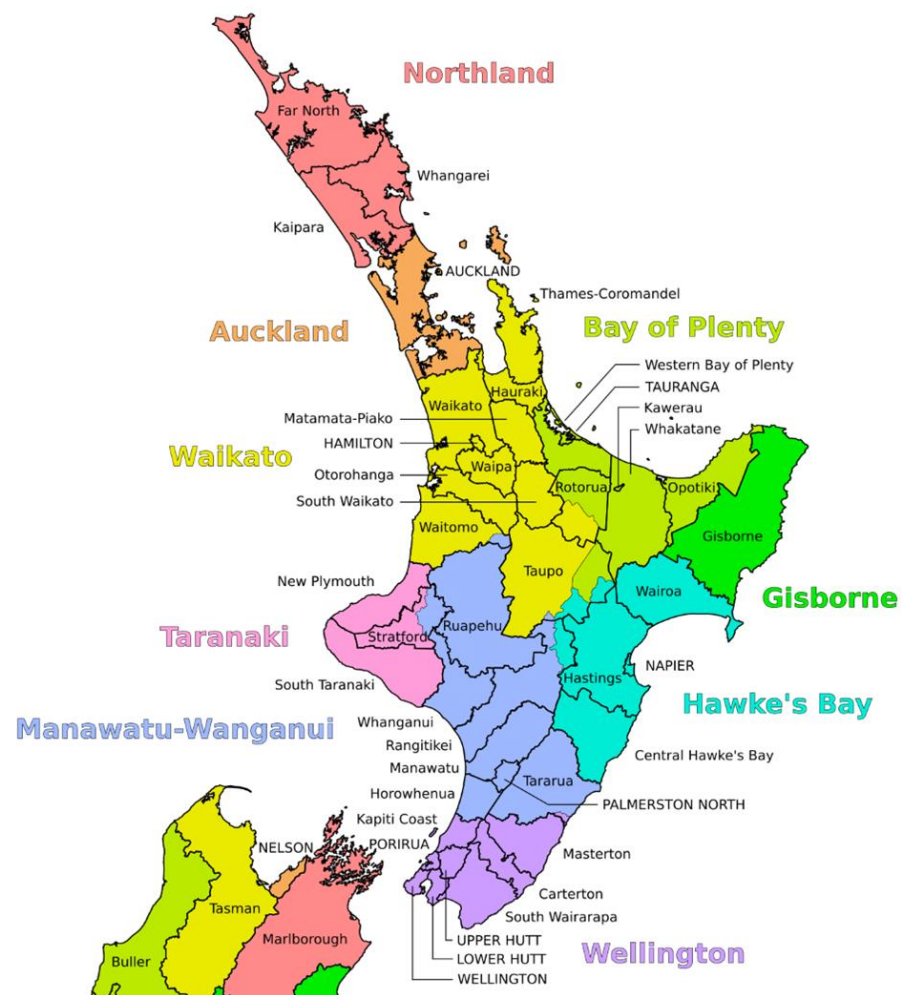 Northland
Far North
Whangarei
Kaipara
AUCKLAND
Thames-Coromandel
Auckland
Bay of Plenty
Western Bay of Plenty
TAURANGA
Hauraki
Waikato
Kawerau
Matamata-Piako
Whakatane
HAMILTON
Waikato
Waipa
Otorohanga
Rotorua
Opotiki
South Waikato
Waitomo
Gisborne
Taupo
New Plymouth
Wairoa
Gisborne
Ruapehu
Taranaki
Stratford
NAPIER
Hastings
South Taranaki
Hawke's Bay
Whanganui
Manawatu-Wanganui
Rangitikei
Central Hawke's Bay
Manawatu
Tararua
Horowhenua
PALMERSTON NORTH
Kapiti Coast
NELSON
PORIRUA
Masterton
Carterton
Tasman
South Wairarapa
Marlborough
UPPER HUTT
Wellington
LOWER HUTT
Buller
WELLINGTON